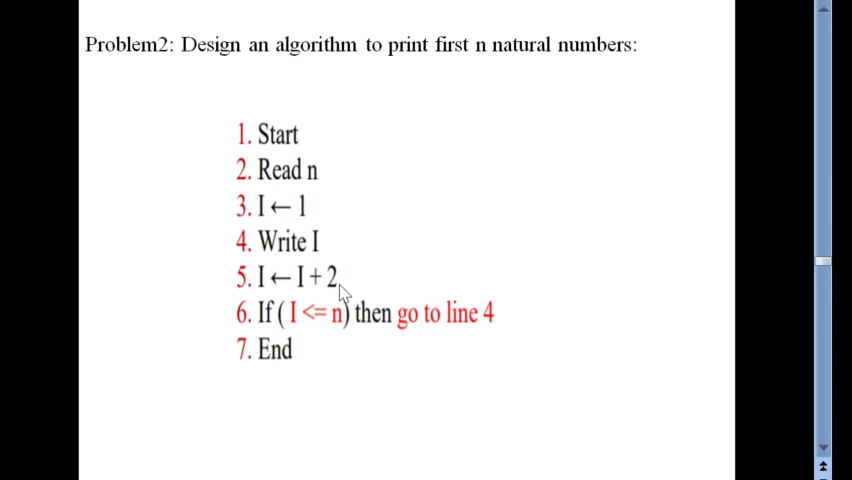 Problem2: Design an algorithm to print first n natural numbers:
1. Start
2. Read n
3. I ← 1
4. Write I
5. I ← I + 2
6. If ( I <= n) then go to line 4
7. End